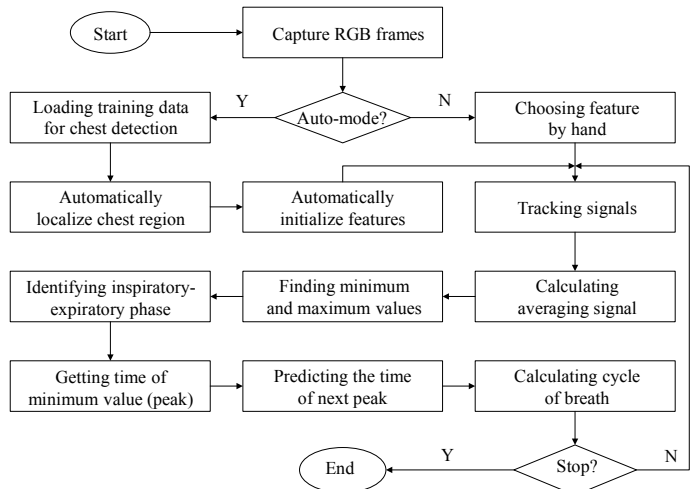 Start
Capture RGB frames
Y
Auto-mode?
N
Loading training data
for chest detection
Choosing feature
by hand
Automatically
localize chest region
Automatically
initialize features
Tracking signals
Identifying inspiratory-
expiratory phase
Finding minimum
and maximum values
Calculating
averaging signal
Getting time of
minimum value (peak)
Predicting the time
of next peak
Calculating cycle
of breath
End
Y
Stop?
N